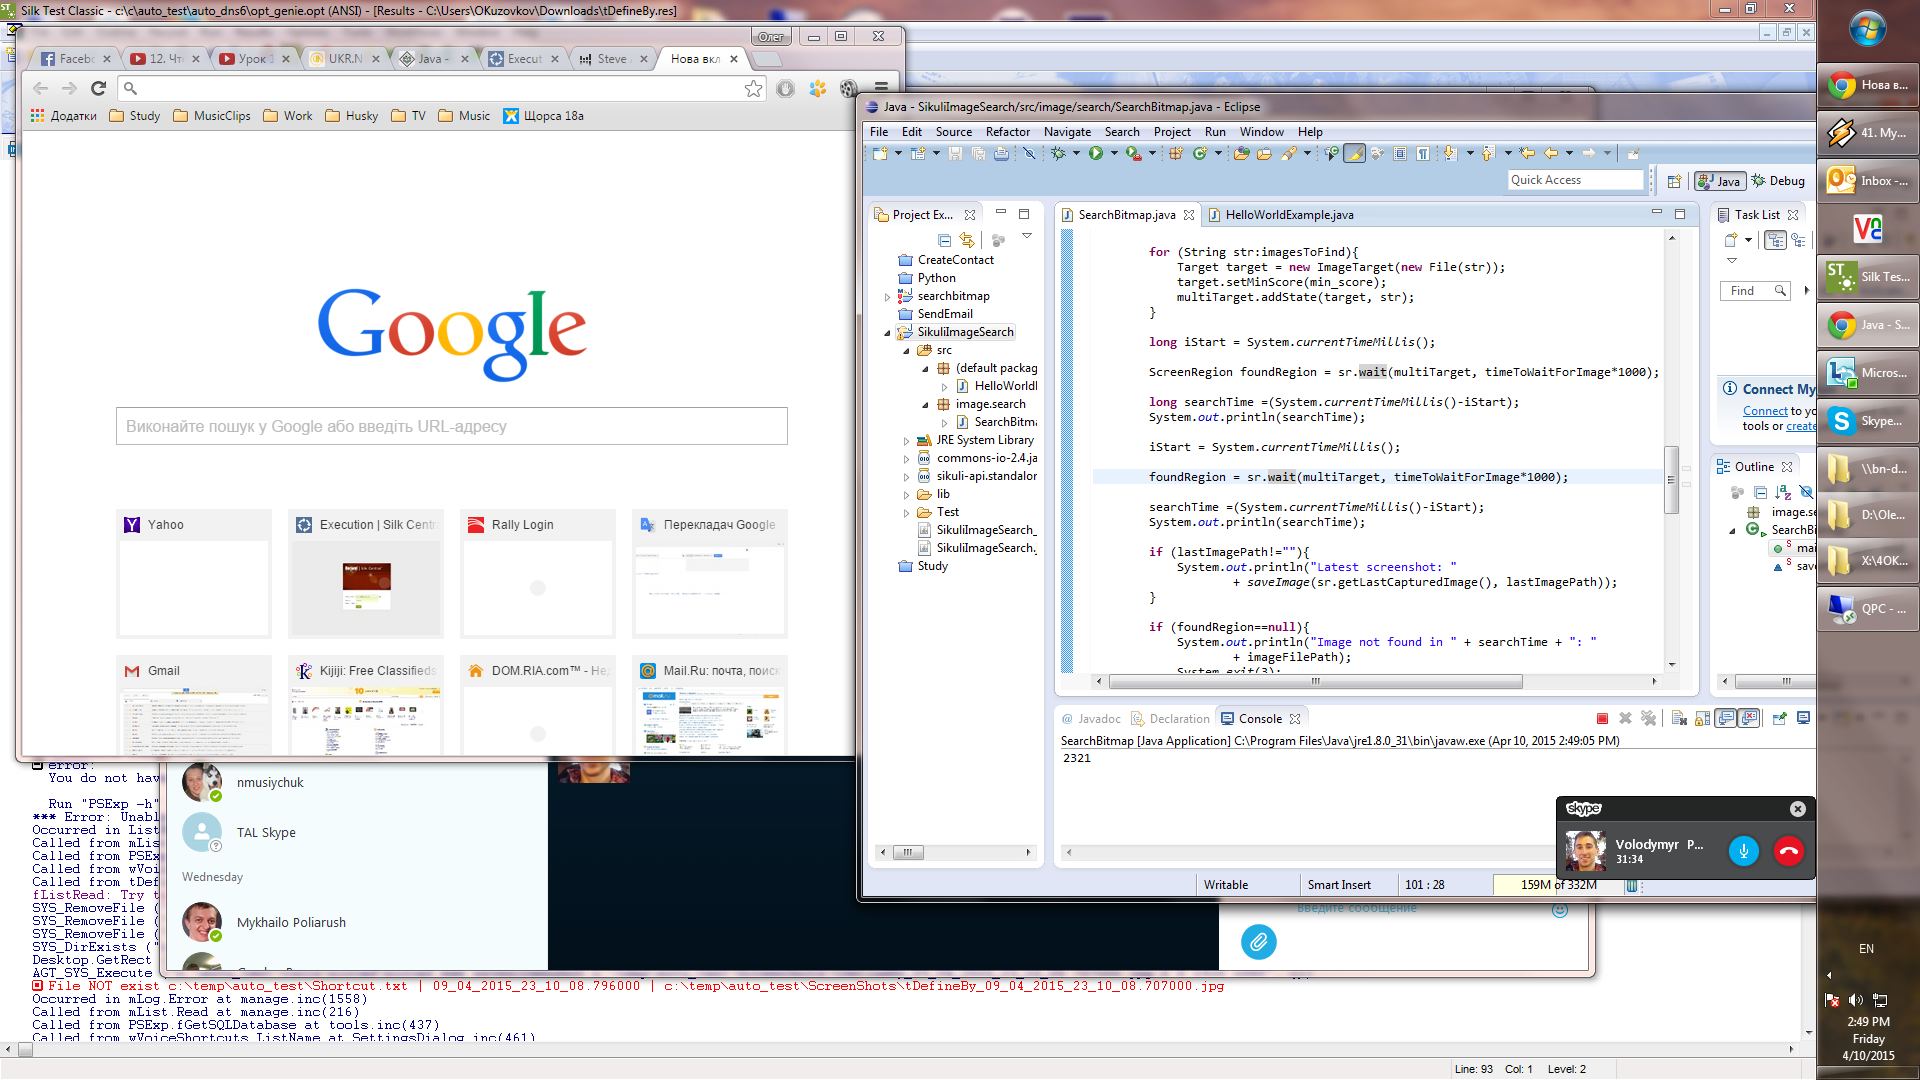 Silk Test Classic - c:\c\auto_test\auto_dns6\opt_genie.opt (ANSI) - [Results - C:\Users\OKuzovkov\Downloads\tDefineBy.res]
Олег
Faceb
12. Чт
Урок 1
UKR.N
Java -
Execut
Steve
Нова вкл
Додатки
Study
MusicClips
Work
Husky
TV
Music
Щорса 18а
Google
Виконайте пошук у Google або введіть URL-адресу
Yahoo
Execution | Silk Centr
Rally Login
Перекладач Google
Gmail
Kijiji: Free Classifieds
DOM.RIA.com™ - Не
Mail.Ru: почта, поиск
Java - SikuliImageSearch/src/image/search/SearchBitmap.java - Eclipse
File Edit Source Refactor Navigate Search Project Run Window Help
Quick Access
Java
Debug
Project Ex...
CreateContact
Python
searchbitmap
SendEmail
SikuliImageSearch
src
(default packag
HelloWorldI
image.search
SearchBitma
JRE System Library
commons-io-2.4.ja
sikuli-api.standalor
lib
Test
SikuliImageSearch_
SikuliImageSearch.
Study
SearchBitmap.java
HelloWorldExample.java
for (String str:imagesToFind){
Target target = new ImageTarget(new File(str));
target.setMinScore(min_score);
multiTarget.addState(target, str);
}
long iStart = System.currentTimeMillis();
ScreenRegion foundRegion = sr.wait(multiTarget, timeToWaitForImage*1000);
long searchTime =(System.currentTimeMillis()-iStart);
System.out.println(searchTime);
iStart = System.currentTimeMillis();
foundRegion = sr.wait(multiTarget, timeToWaitForImage*1000);
searchTime =(System.currentTimeMillis()-iStart);
System.out.println(searchTime);
if (lastImagePath!=""){
System.out.println("Latest screenshot: "
+ saveImage(sr.getLastCapturedImage(), lastImagePath));
}
if (foundRegion==null){
System.out.println("Image not found in " + searchTime + ": "
+ imageFilePath);
System.exit(3);
Task List
Find
Connect My
Connect to yo
tools or create
Outline
image.se
SearchBi
mai
save
Javadoc
Declaration
Console
SearchBitmap [Java Application] C:\Program Files\Java\jre1.8.0_31\bin\javaw.exe (Apr 10, 2015 2:49:05 PM)
2321
Writable
Smart Insert
101 : 28
159M of 332M
skype
Volodymyr P...
31:34
Введите сообщение
nmusiychuk
TAL Skype
Wednesday
Mykhailo Poliarush
error:
You do not hav
Run "PSExp -h"
*** Error: Unabl
Occurred in List
Called from mLis
Called from PSEx
Called from wVoi
Called from tDef
fListRead: Try t
SYS_RemoveFile (
SYS_RemoveFile (
SYS_RemoveFile (
SYS_DirExists ("
Desktop.GetRect
AGT_SYS_Execute
File NOT exist c:\temp\auto_test\Shortcut.txt | 09_04_2015_23_10_08.796000 | c:\temp\auto_test\ScreenShots\tDefineBy_09_04_2015_23_10_08.707000.jpg
Occurred in mLog.Error at manage.inc(1558)
Called from mList.Read at manage.inc(216)
Called from PSExp.fGetSQLDatabase at tools.inc(437)
Called from wVoiceShortcuts.ListName at SettingsDialog.inc(461)
Line: 93 Col: 1 Level: 2
Нова в...
41. My...
Inbox -...
Silk Tes...
Java - S...
Micros...
Skype...
\\bn-d...
D:\Ole...
X:\4OK...
QPC - ...
EN
2:49 PM
Friday
4/10/2015